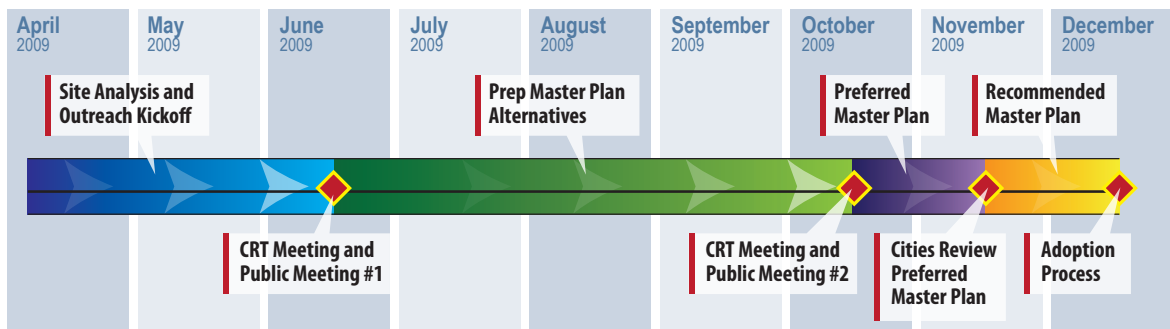 April
2009
May
2009
June
2009
July
2009
August
2009
September
2009
October
2009
November
2009
December
2009
Site Analysis and
Outreach Kickoff
Prep Master Plan
Alternatives
Preferred
Master Plan
Recommended
Master Plan
CRT Meeting and
Public Meeting #1
CRT Meeting and
Public Meeting #2
Cities Review
Preferred
Master Plan
Adoption
Process